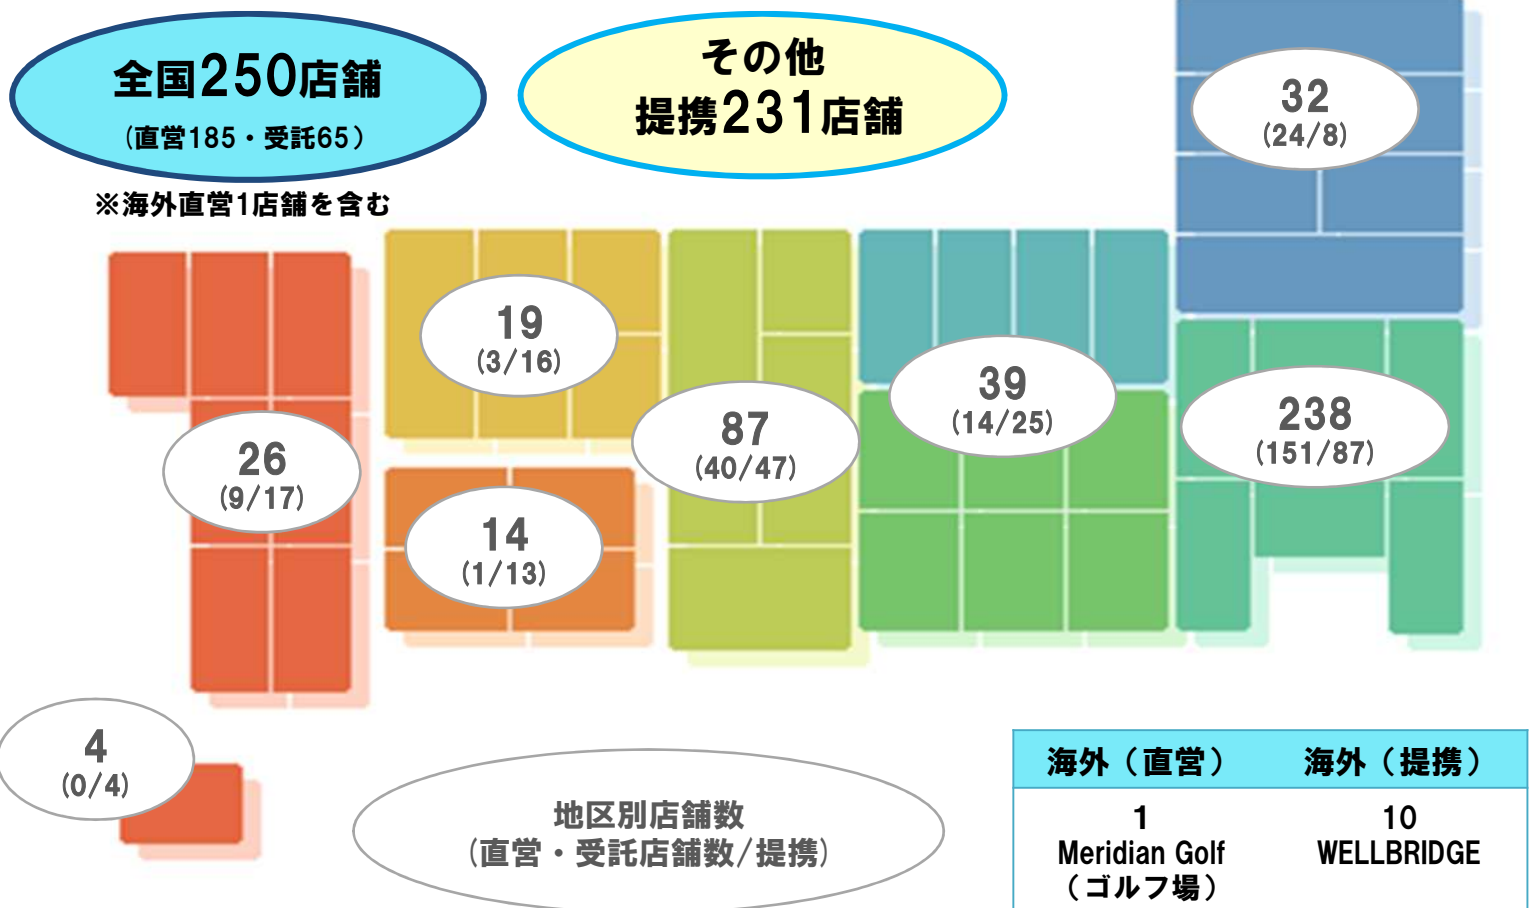 全国250店舗
(直営185・受託65)
※海外直営1店舗を含む
その他
提携231店舗
32
(24/8)
19
(3/16)
39
(14/25)
238
(151/87)
87
(40/47)
26
(9/17)
14
(1/13)
4
(0/4)
地区別店舗数
(直営・受託店舗数/提携)
海外（直営） 海外（提携）
1 10
Meridian Golf WELLBRIDGE
（ゴルフ場）